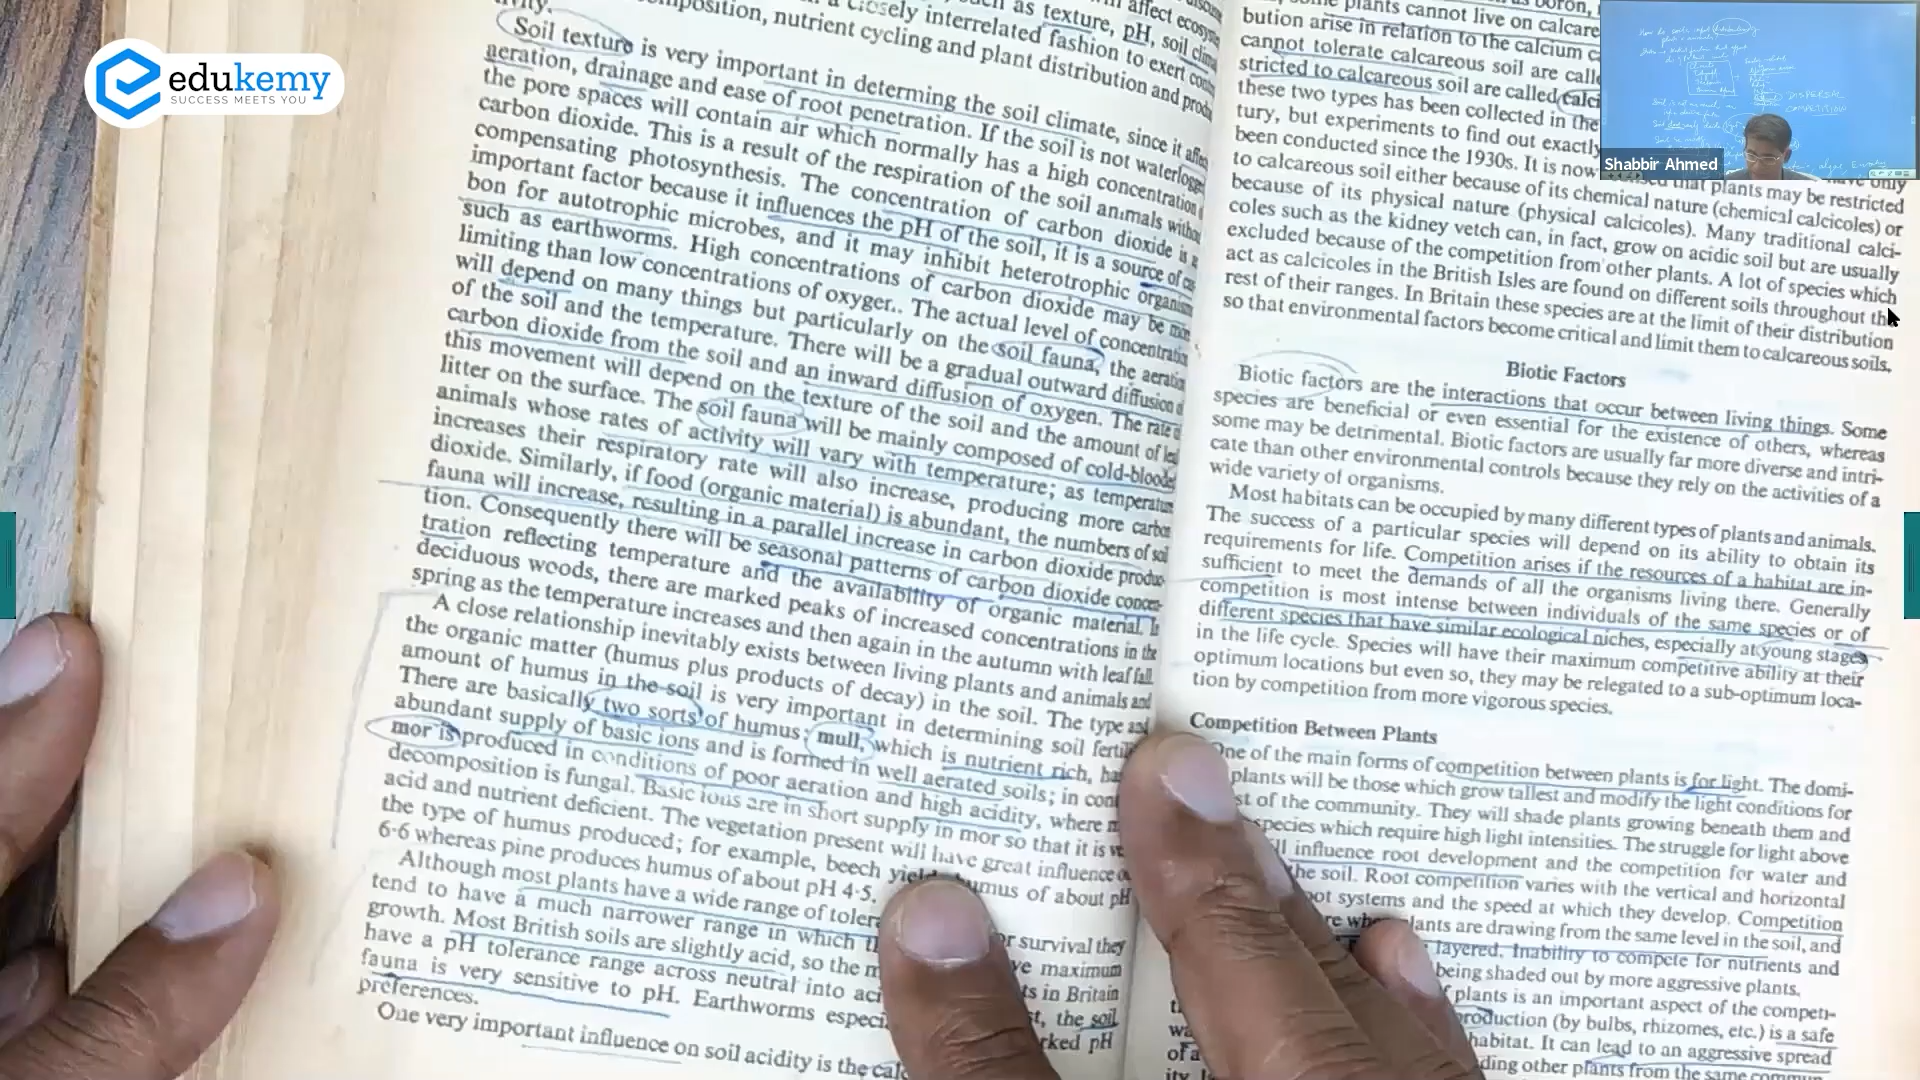 edukemy
SUCCESS MEETS YOU
Shabbir Ahmed
closely interrelated fashion to exert
nutrient cycling and plant distribution and
Soil texture is very important in determining the soil climate, since it
aeration, drainage and ease of root penetration. If the soil is not
the pore spaces will contain air which normally has a high concentration
carbon dioxide. This is a result of the respiration of the soil animals
compensating photosynthesis. The concentration of carbon dioxide is
important factor because it influences the pH of the soil, it is a source of
bon for autotrophic microbes, and it may inhibit heterotrophic
such as earthworms. High concentrations of carbon dioxide may be
limiting than low concentrations of oxygen.. The actual level of
will depend on many things but particularly on the soil fauna, the
of the soil and the temperature. There will be a gradual outward diffusion
carbon dioxide from the soil and an inward diffusion of oxygen. The rate
this movement will depend on the texture of the soil and the amount of
litter on the surface. The soil fauna will be mainly composed of
animals whose rates of activity will vary with temperature; as
increases their respiratory rate will also increase, producing more carbon
dioxide. Similarly, if food (organic material) is abundant, the numbers of
fauna will increase, resulting in a parallel increase in carbon dioxide
tion. Consequently there will be seasonal patterns of carbon dioxide
tration reflecting temperature and the availability of organic material.
deciduous woods, there are marked peaks of increased concentrations in the
spring as the temperature increases and then again in the autumn with leaf fall.
A close relationship inevitably exists between living plants and animals and
the organic matter (humus plus products of decay) in the soil. The type and
amount of humus in the soil is very important in determining soil
There are basically two sorts of humus; mull, which is nutrient rich,
abundant supply of basic ions and is formed in well aerated soils; in
mor is produced in conditions of poor aeration and high acidity, where
decomposition is fungal. Basic ions are in short supply in mor so that it is
acid and nutrient deficient. The vegetation present will have great influence
the type of humus produced; for example, beech humus of about pH
6·6 whereas pine produces humus of about pH 4·5.
Although most plants have a wide range of or survival they
tend to have a much narrower range in which maximum
growth. Most British soils are slightly acid, so the in Britain
have a pH tolerance range across neutral into the soil
fauna is very sensitive to pH. Earthworms pH
preferences.
One very important influence on soil acidity is the
plants cannot live on
bution arise in relation to the calcium
cannot tolerate calcareous soil are
stricted to calcareous soil are called
these two types has been collected in the
tury, but experiments to find out exactly
been conducted since the 1930s. It is now only
to calcareous soil either because of its chemical nature (chemical calcicoles) or
because of its physical nature (physical calcicoles). Many traditional calci-
coles such as the kidney vetch can, in fact, grow on acidic soil but are usually
excluded because of the competition from other plants. A lot of species which
act as calcicoles in the British Isles are found on different soils throughout the
rest of their ranges. In Britain these species are at the limit of their distribution
so that environmental factors become critical and limit them to calcareous soils.
Biotic Factors
Biotic factors are the interactions that occur between living things. Some
species are beneficial or even essential for the existence of others, whereas
some may be detrimental. Biotic factors are usually far more diverse and intri-
cate than other environmental controls because they rely on the activities of a
wide variety of organisms.
Most habitats can be occupied by many different types of plants and animals.
The success of a particular species will depend on its ability to obtain its
requirements for life. Competition arises if the resources of a habitat are in-
sufficient to meet the demands of all the organisms living there. Generally
competition is most intense between individuals of the same species or of
different species that have similar ecological niches, especially at young stages
in the life cycle. Species will have their maximum competitive ability at their
optimum locations but even so, they may be relegated to a sub-optimum loca-
tion by competition from more vigorous species.
Competition Between Plants
One of the main forms of competition between plants is for light. The domi-
plants will be those which grow tallest and modify the light conditions for
of the community. They will shade plants growing beneath them and
species which require high light intensities. The struggle for light above
influence root development and the competition for water and
the soil. Root competition varies with the vertical and horizontal
systems and the speed at which they develop. Competition
plants are drawing from the same level in the soil, and
layered. Inability to compete for nutrients and
being shaded out by more aggressive plants.
plants is an important aspect of the competi-
(by bulbs, rhizomes, etc.) is a safe
habitat. It can lead to an aggressive spread
other plants from the same